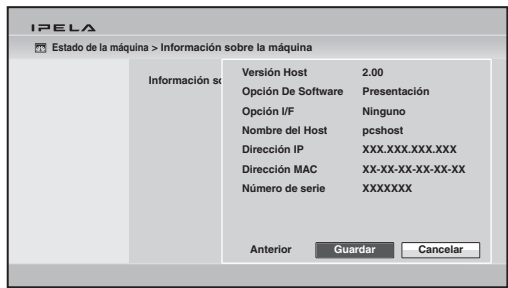 IPELA
Estado de la máquina > Información sobre la máquina
Información so
Versión Host 2.00
Opción De Software Presentación
Opción I/F Ninguno
Nombre del Host pcshost
Dirección IP XXX.XXX.XXX.XXX
Dirección MAC XX-XX-XX-XX-XX-XX
Número de serie XXXXXXX
Anterior Guardar Cancelar